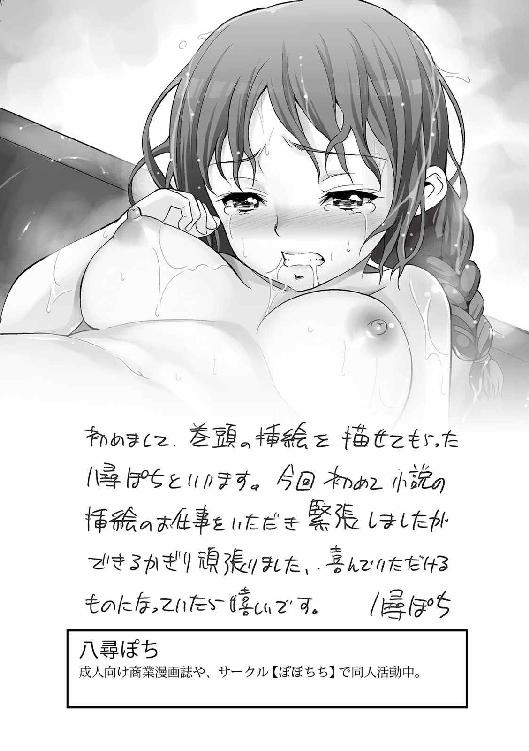 初めまして、巻頭の挿絵を描せてもらった
八尋ぽちといいます。今回初めて小説の
挿絵のお仕事をいただき緊張しましたが
できるかぎり頑張りました、喜んでいただける
ものになっていたら嬉しいです。 八尋ぽち
八尋ぽち
成人向け商業漫画誌や、サークル【ぽぽちち】で同人活動中。